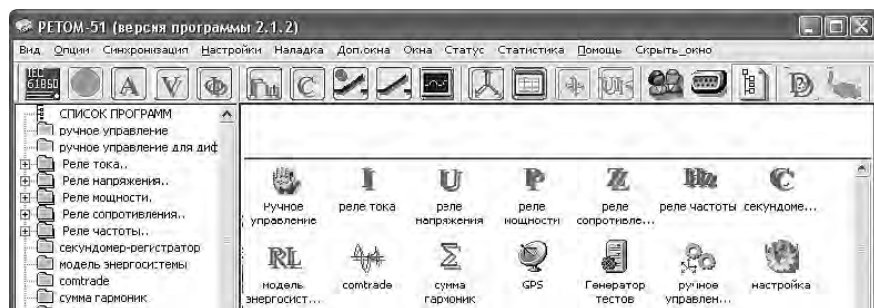 РЕТОМ-51 (версия программы 2.1.2)
Вид Опции Синхронизация Настройки Наладка Доп.окна Окна Статус Статистика Помощь Скрыть_окно
IEC 61850 A V Ф C UI D
СПИСОК ПРОГРАММ
ручное управление
ручное управление для диф
Реле тока..
Реле напряжения..
Реле мощности.
Реле сопротивления..
Реле частоты..
секундомер-регистратор
модель энергосистемы
comtrade
сумма гармоник
I U P Z Hz C
Ручное управление
реле тока
реле напряжения
реле мощности
реле сопротивле...
реле частоты
секундоме...
RL Σ
модель энергосист...
comtrade
сумма гармоник
GPS
Генератор тестов
ручное управлен...
настройка